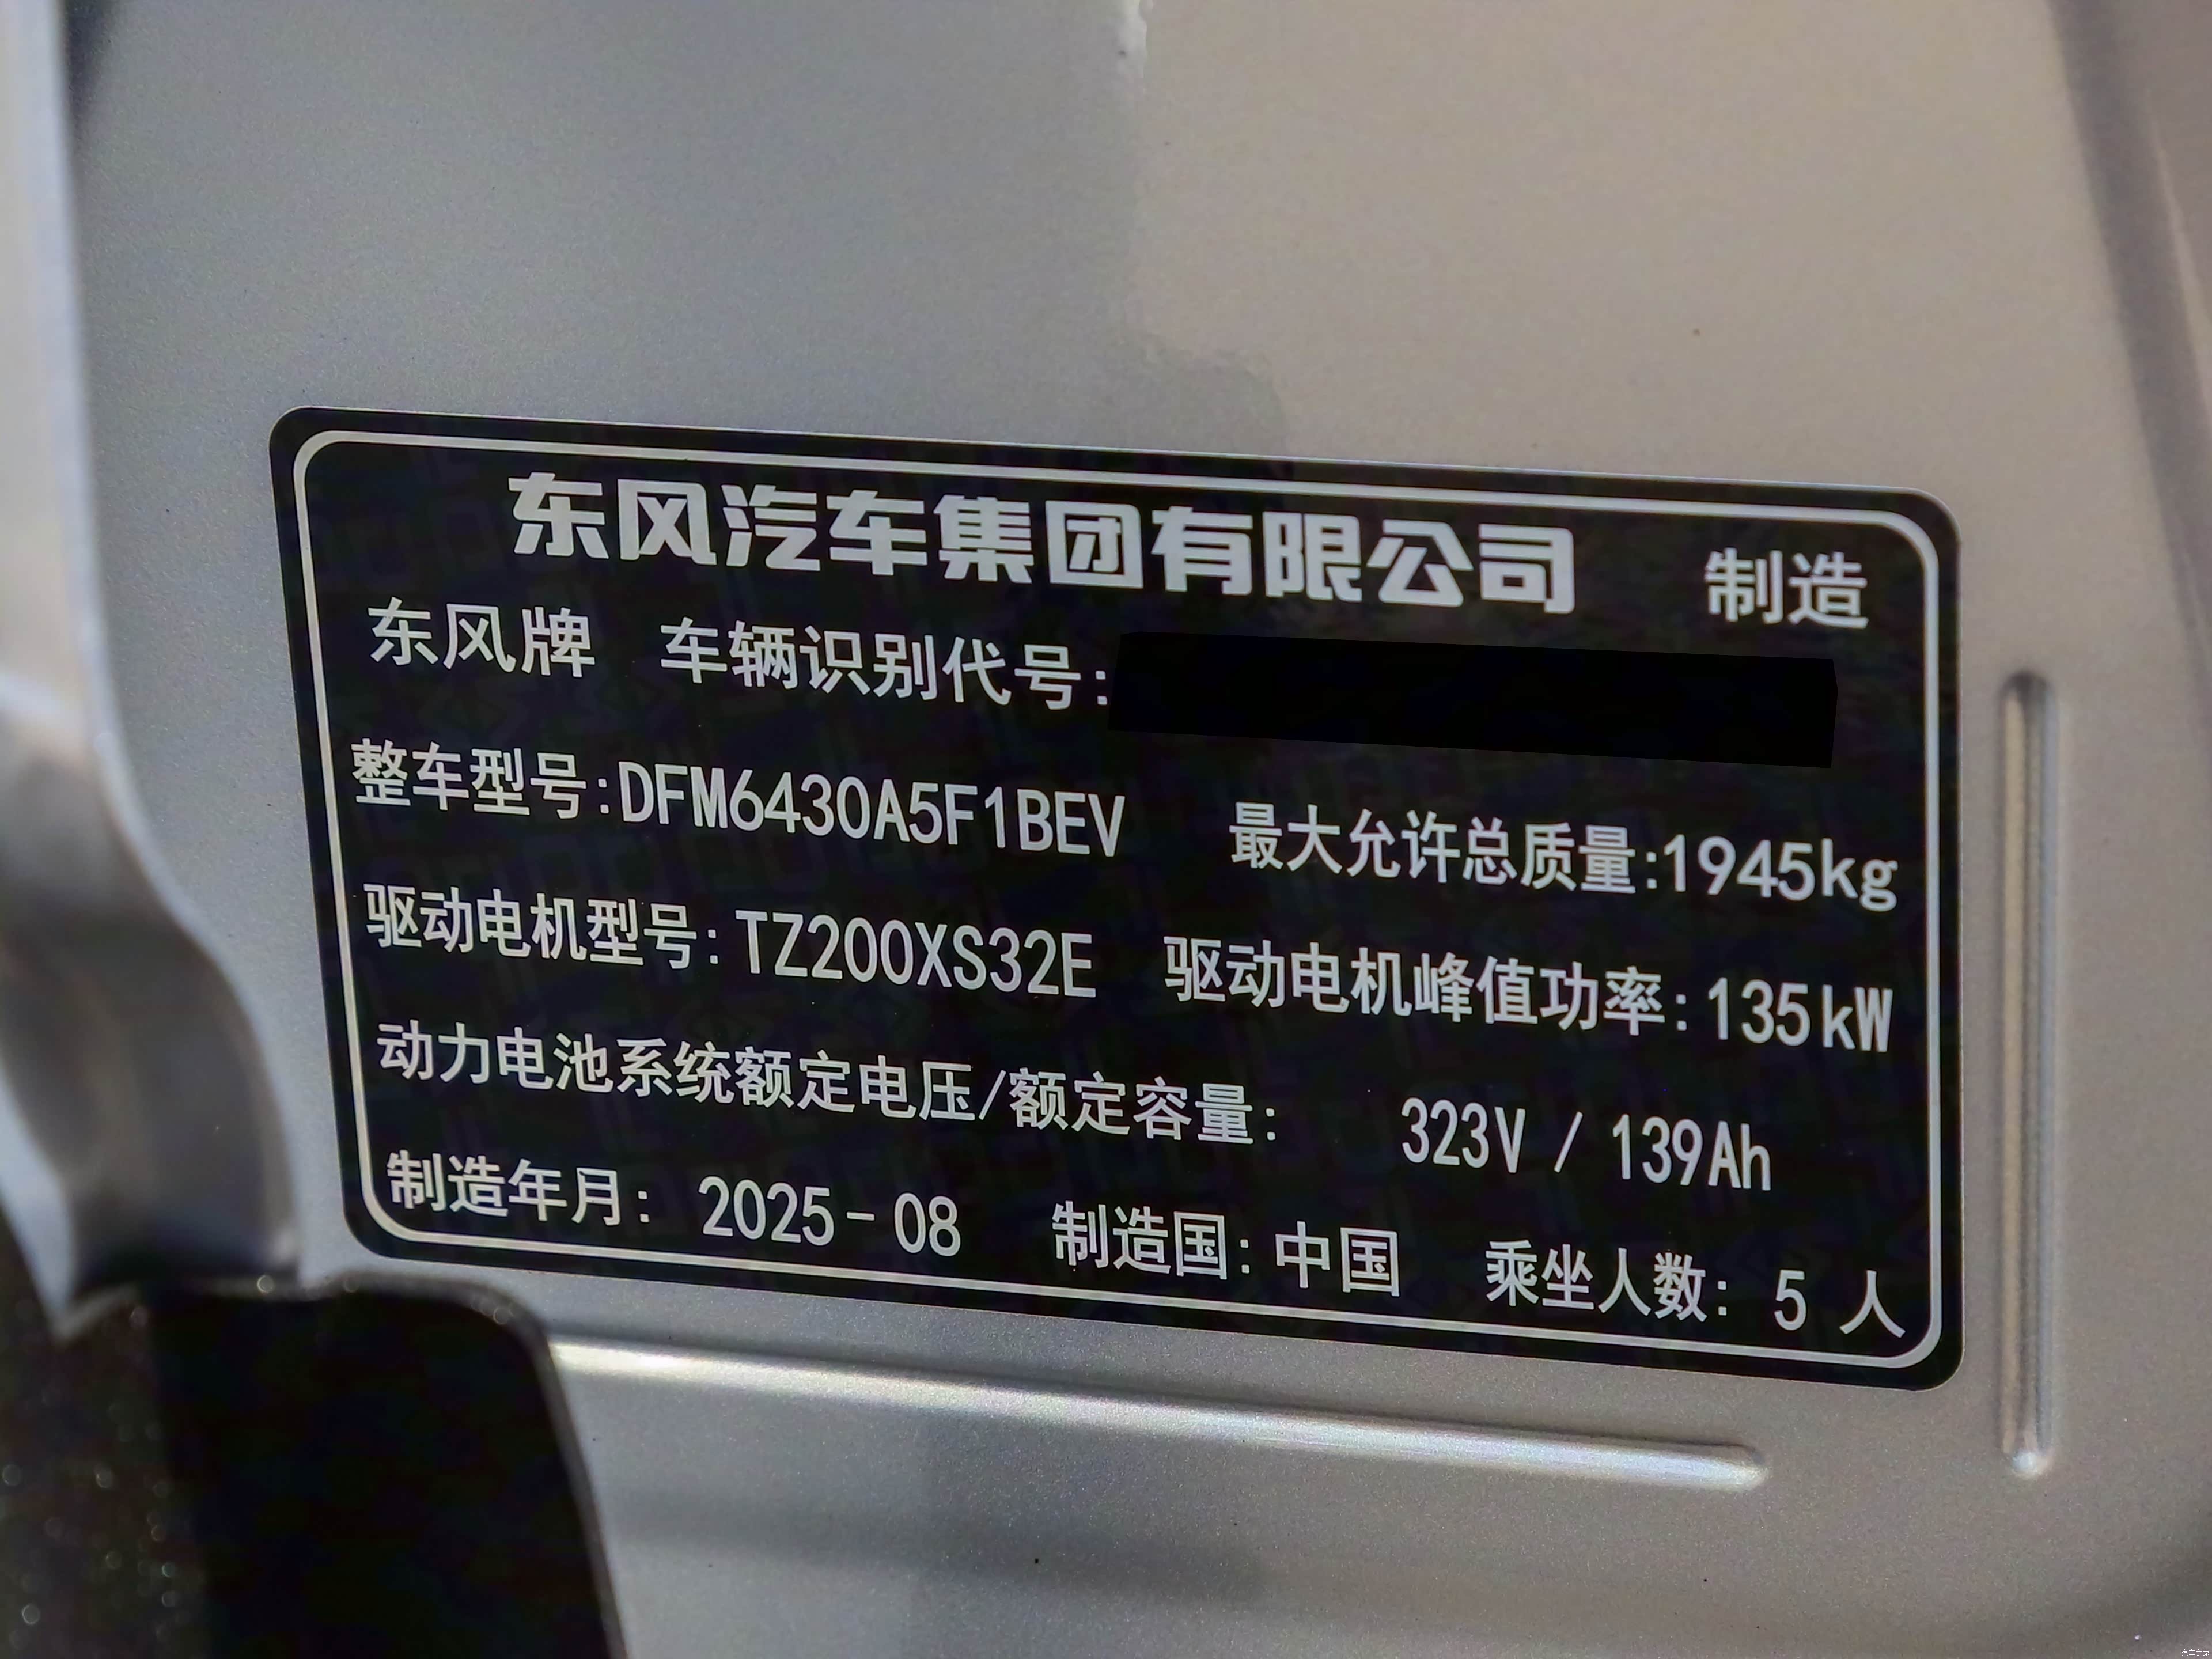 东风汽车集团有限公司 制造
东风牌 车辆识别代号:
整车型号:DFM6430A5F1BEV 最大允许总质量:1945kg
驱动电机型号:TZ200XS32E 驱动电机峰值功率:135kW
动力电池系统额定电压/额定容量: 323V / 139Ah
制造年月: 2025-08 制造国:中国 乘坐人数: 5 人
汽车之家